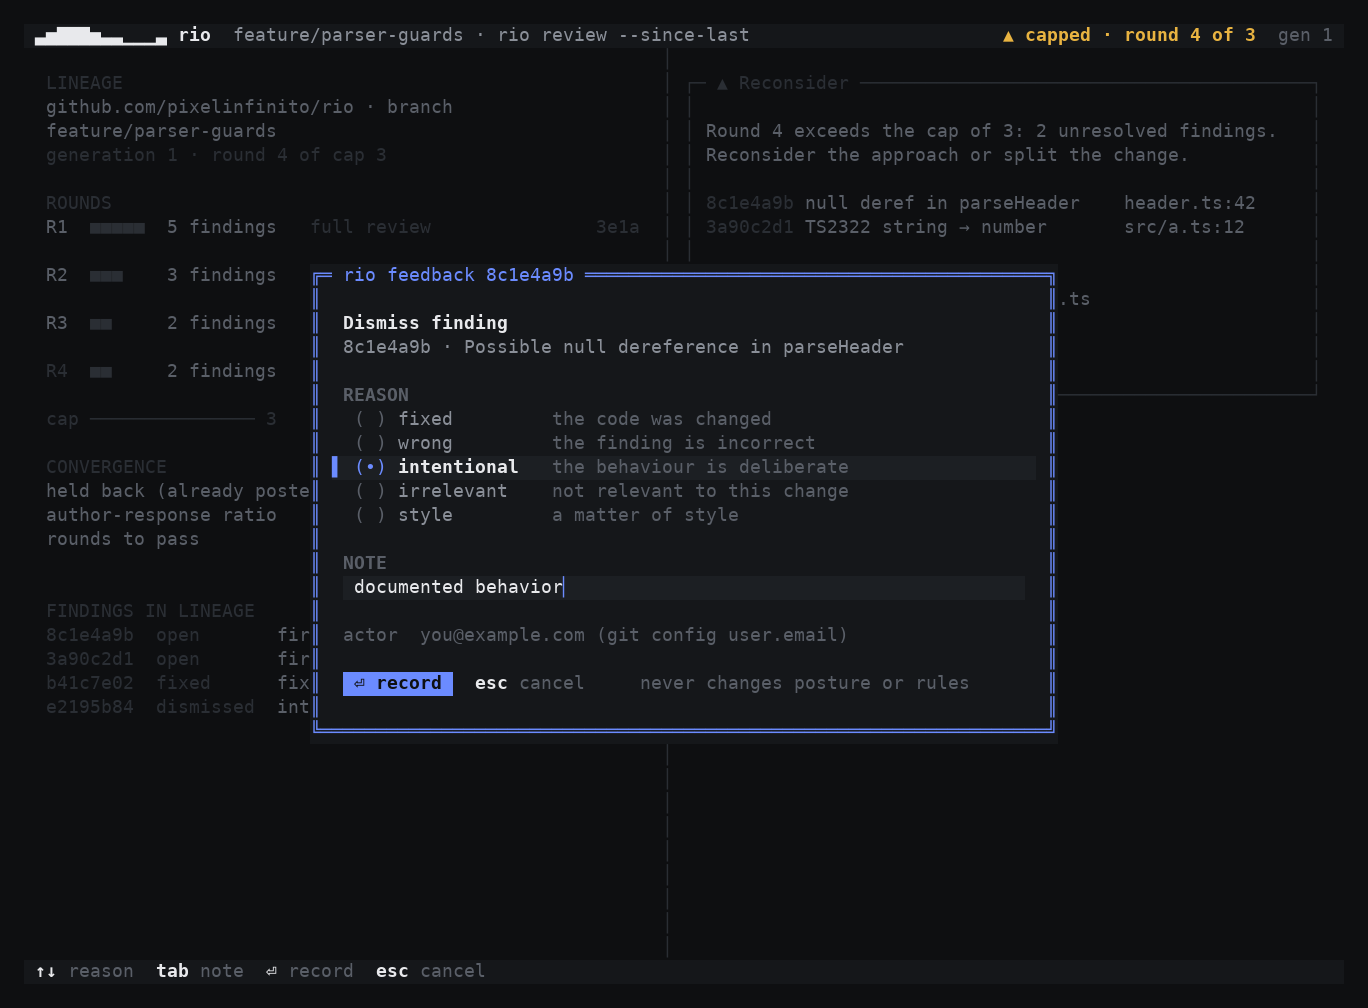 rio feature/parser-guards · rio review --since-last ▲ capped · round 4 of 3 gen 1
LINEAGE
github.com/pixelinfinito/rio · branch
feature/parser-guards
generation 1 · round 4 of cap 3
ROUNDS
R1 5 findings full review 3e1a
R2 3 findings
R3 2 findings
R4 2 findings
cap 3
CONVERGENCE
held back (already poste
author-response ratio
rounds to pass
FINDINGS IN LINEAGE
8c1e4a9b open fir
3a90c2d1 open fir
b41c7e02 fixed fix
e2195b84 dismissed int
▲ Reconsider
Round 4 exceeds the cap of 3: 2 unresolved findings.
Reconsider the approach or split the change.
8c1e4a9b null deref in parseHeader header.ts:42
3a90c2d1 TS2322 string → number src/a.ts:12
.ts
rio feedback 8c1e4a9b
Dismiss finding
8c1e4a9b · Possible null dereference in parseHeader
REASON
( ) fixed the code was changed
( ) wrong the finding is incorrect
(•) intentional the behaviour is deliberate
( ) irrelevant not relevant to this change
( ) style a matter of style
NOTE
documented behavior
actor you@example.com (git config user.email)
⏎ record esc cancel never changes posture or rules
↑↓ reason tab note ⏎ record esc cancel